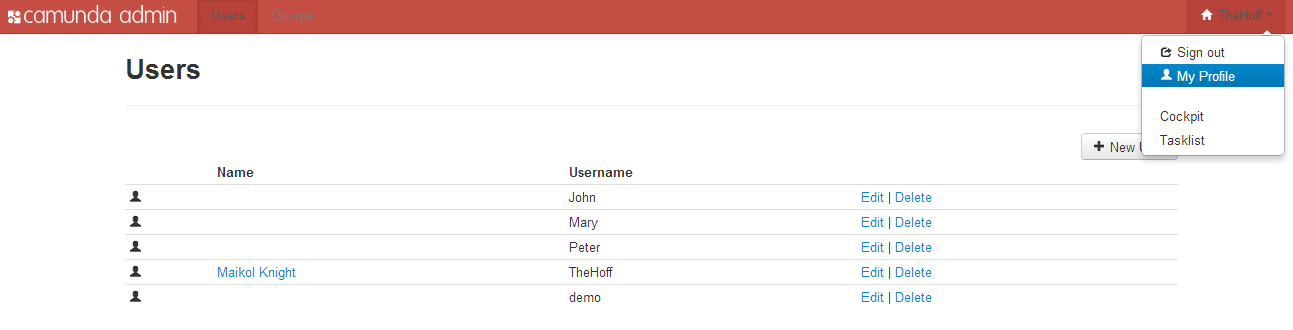 camunda admin Users Groups TheHoff
Sign out
My Profile
Cockpit
Tasklist
Users
New
Name Username
John Edit | Delete
Mary Edit | Delete
Peter Edit | Delete
Maikol Knight TheHoff Edit | Delete
demo Edit | Delete